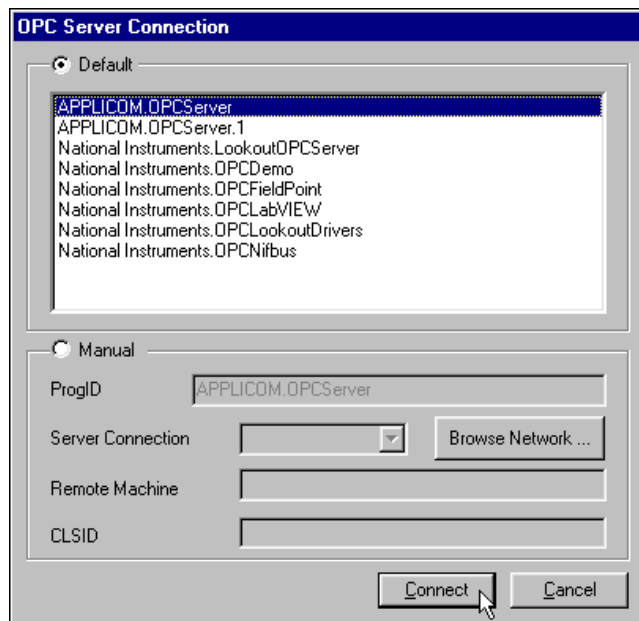 OPC Server Connection
Default
APPLICOM.OPCServer
APPLICOM.OPCServer.1
National Instruments.LookoutOPCServer
National Instruments.OPCDemo
National Instruments.OPCFieldPoint
National Instruments.OPCLabVIEW
National Instruments.OPCLookoutDrivers
National Instruments.OPCNifbus
Manual
ProgID APPLICOM.OPCServer
Server Connection Browse Network ...
Remote Machine
CLSID
Connect Cancel